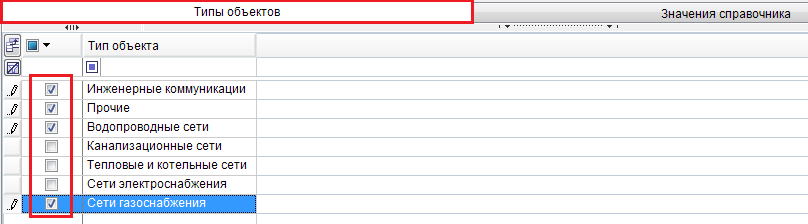 Типы объектов Значения справочника
Тип объекта
Инженерные коммуникации
Прочие
Водопроводные сети
Канализационные сети
Тепловые и котельные сети
Сети электроснабжения
Сети газоснабжения